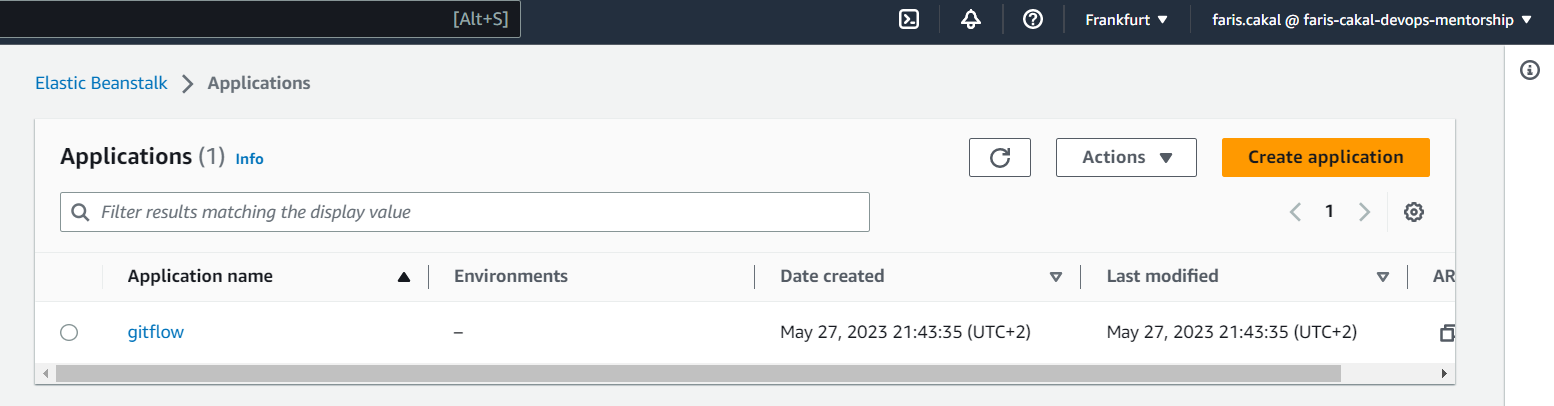 [Alt+S] Frankfurt ▼ faris.cakal @ faris-cakal-devops-mentorship ▼
Elastic Beanstalk > Applications
Applications (1) Info Actions ▼ Create application
Filter results matching the display value 1
Application name Environments Date created Last modified AR
gitflow – May 27, 2023 21:43:35 (UTC+2) May 27, 2023 21:43:35 (UTC+2)